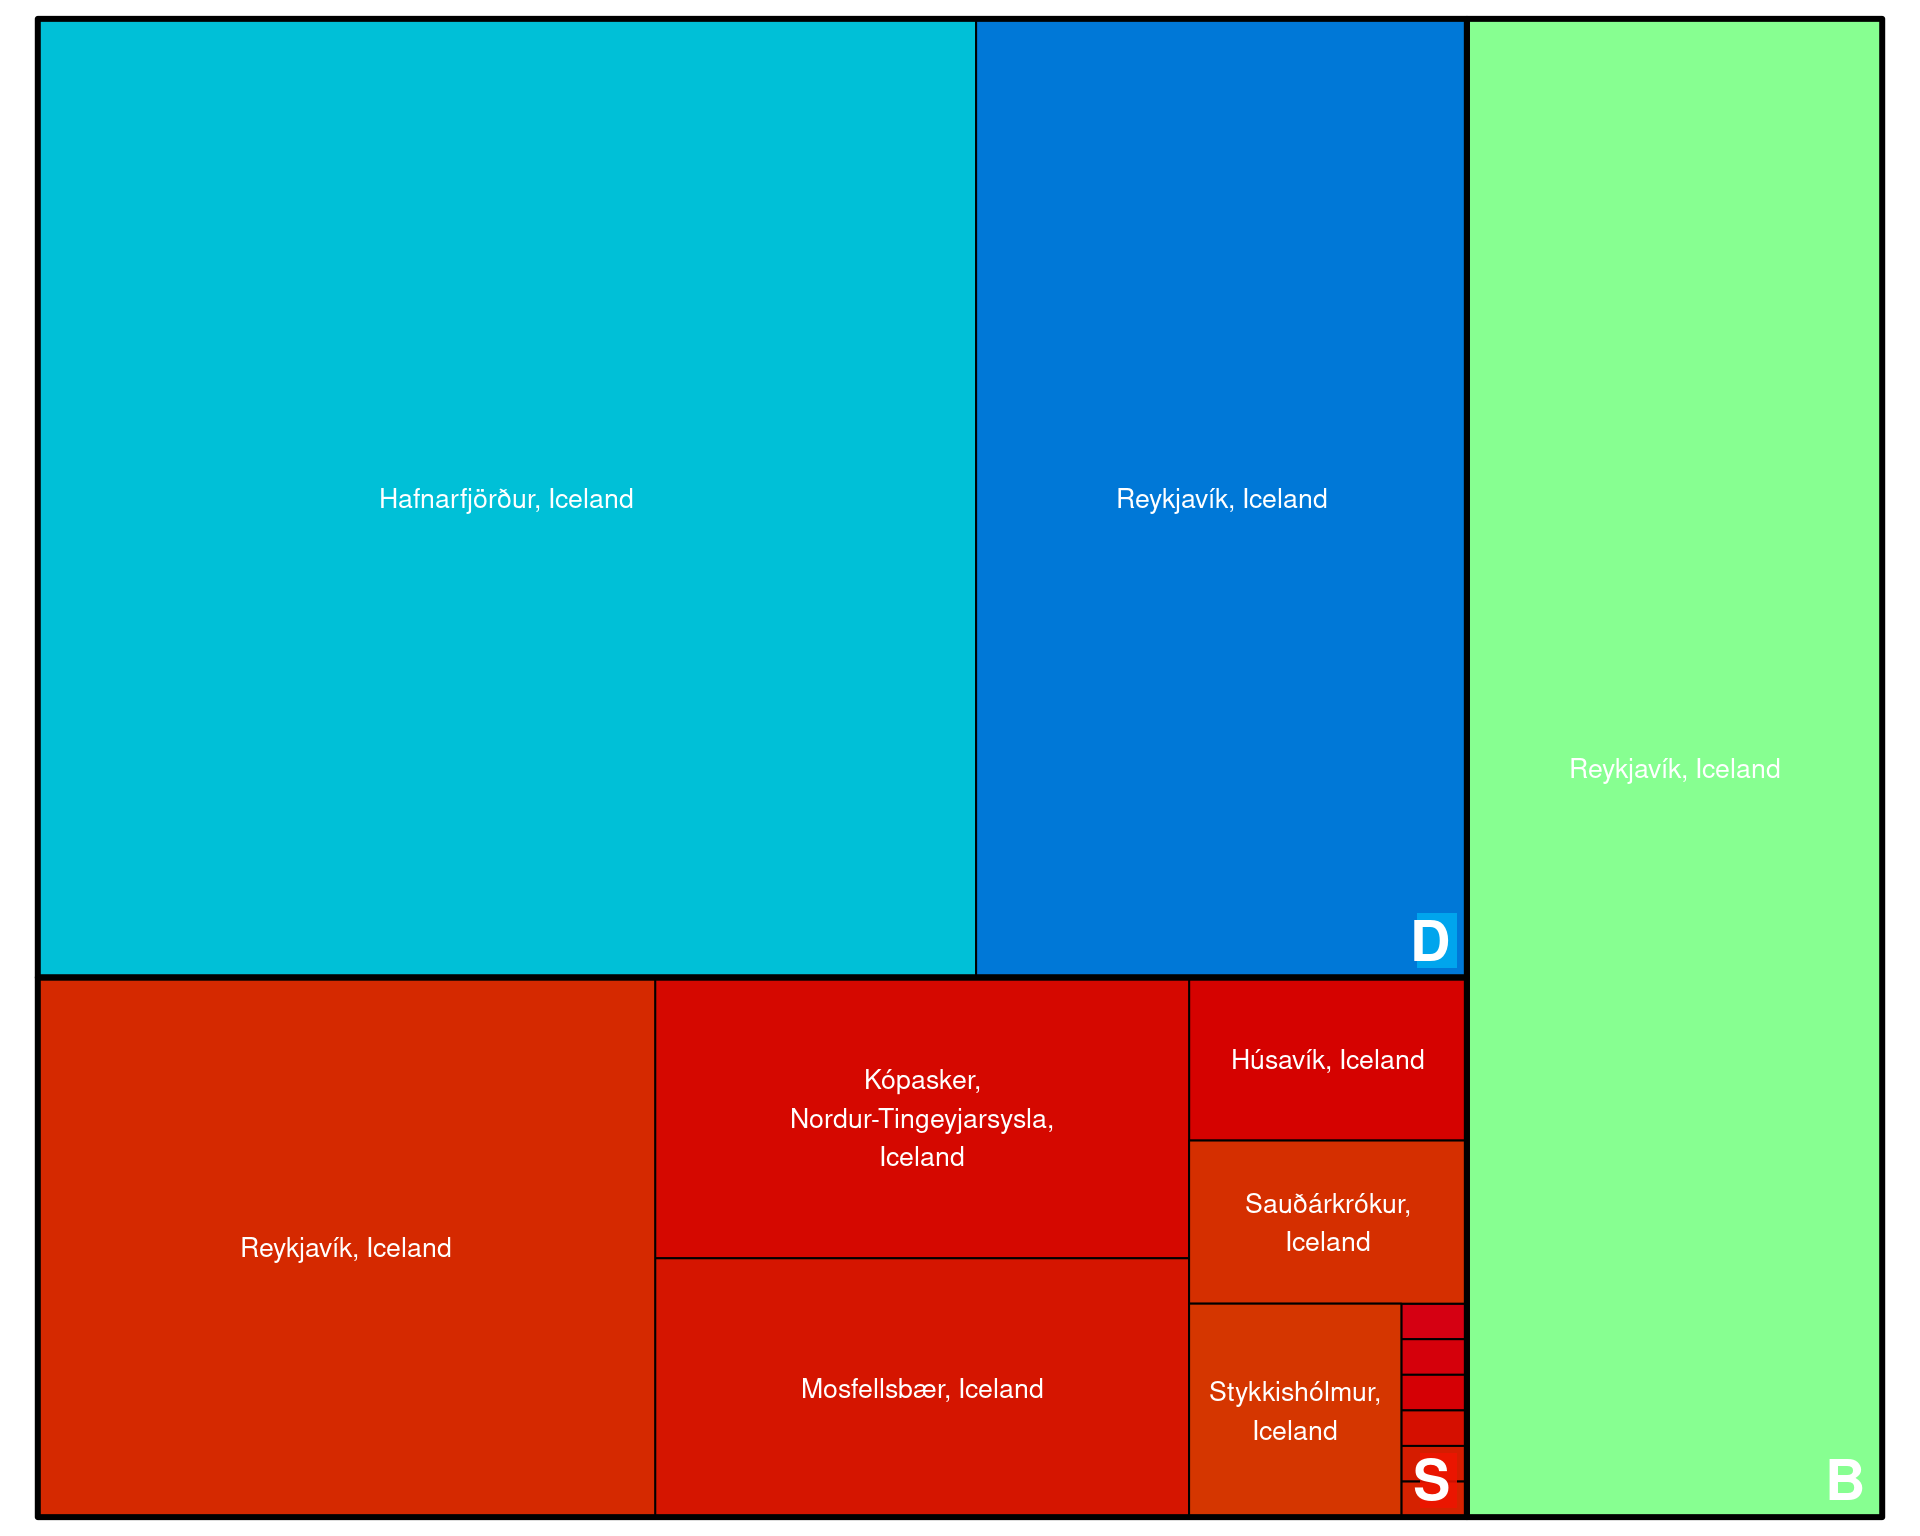 Hafnarfjörður, Iceland
Reykjavík, Iceland
D
Reykjavík, Iceland
B
Reykjavík, Iceland
Kópasker,
Nordur-Tingeyjarsysla,
Iceland
Mosfellsbær, Iceland
Húsavík, Iceland
Sauðárkrókur,
Iceland
Stykkishólmur,
Iceland
S